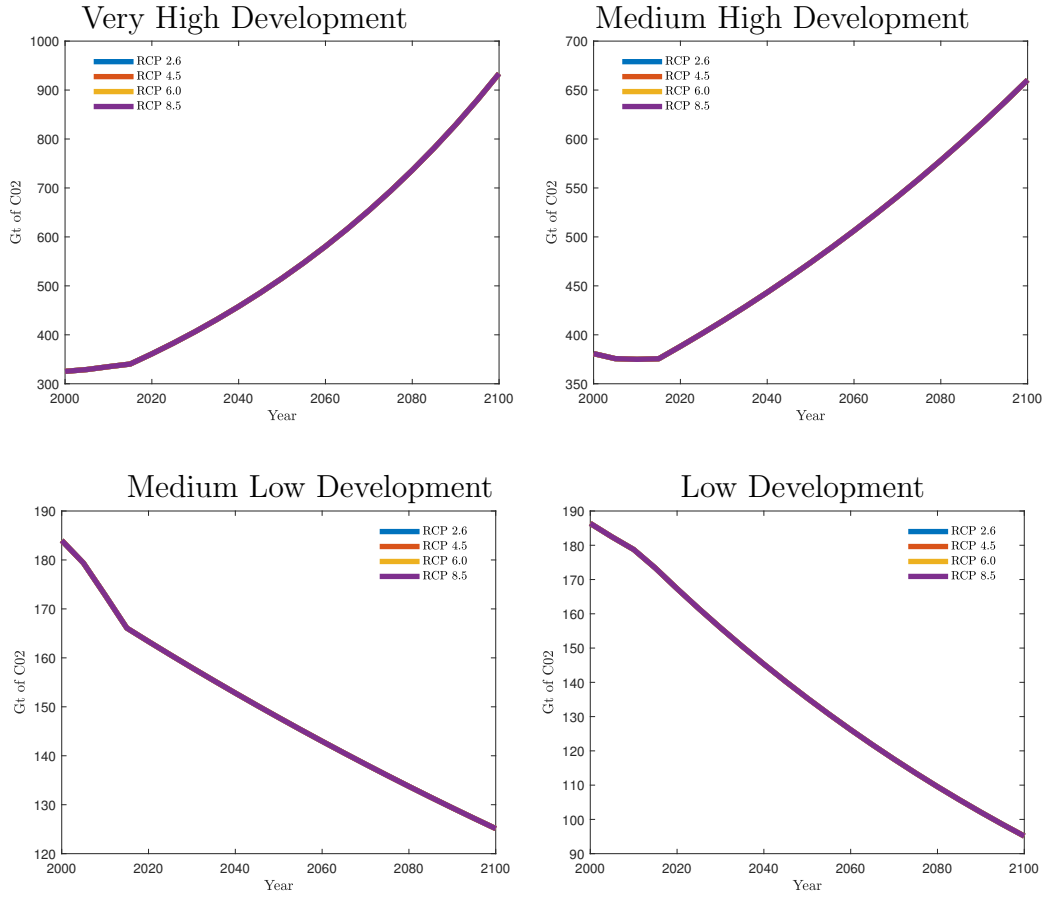 Very High Development
1000
900
800
700
600
500
400
300
Gt of C02
RCP 2.6
RCP 4.5
RCP 6.0
RCP 8.5
2000 2020 2040 2060 2080 2100
Year
Medium High Development
700
650
600
550
500
450
400
350
Gt of C02
RCP 2.6
RCP 4.5
RCP 6.0
RCP 8.5
2000 2020 2040 2060 2080 2100
Year
Medium Low Development
190
180
170
160
150
140
130
120
Gt of C02
RCP 2.6
RCP 4.5
RCP 6.0
RCP 8.5
2000 2020 2040 2060 2080 2100
Year
Low Development
190
180
170
160
150
140
130
120
110
100
90
Gt of C02
RCP 2.6
RCP 4.5
RCP 6.0
RCP 8.5
2000 2020 2040 2060 2080 2100
Year